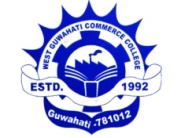 WEST GUWAHATI COMMERCE COLLEGE
ESTD. 1992
Guwahati -781012